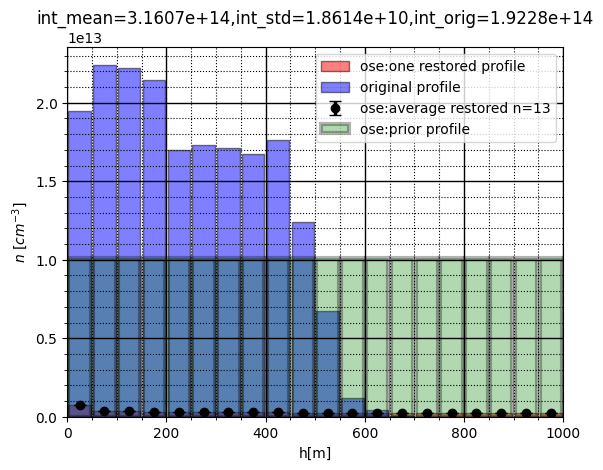 int_mean=3.1607e+14,int_std=1.8614e+10,int_orig=1.9228e+14
1e13
ose:one restored profile
original profile
ose:average restored n=13
ose:prior profile
2.0
1.5
1.0
0.5
0.0
n [cm⁻³]
0 200 400 600 800 1000
h[m]